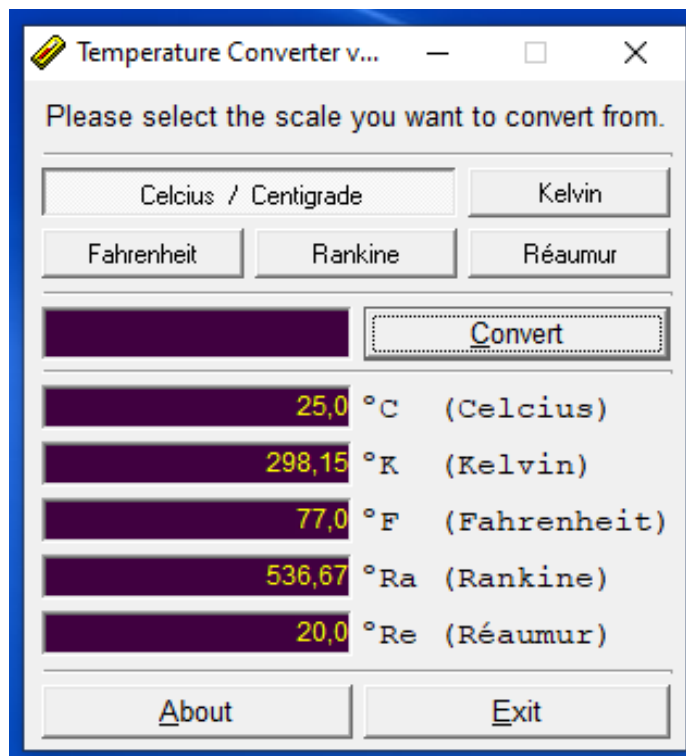 Temperature Converter v...
Please select the scale you want to convert from.
Celcius / Centigrade Kelvin
Fahrenheit Rankine Réaumur
Convert
25,0 °C (Celcius)
298,15 °K (Kelvin)
77,0 °F (Fahrenheit)
536,67 °Ra (Rankine)
20,0 °Re (Réaumur)
About Exit